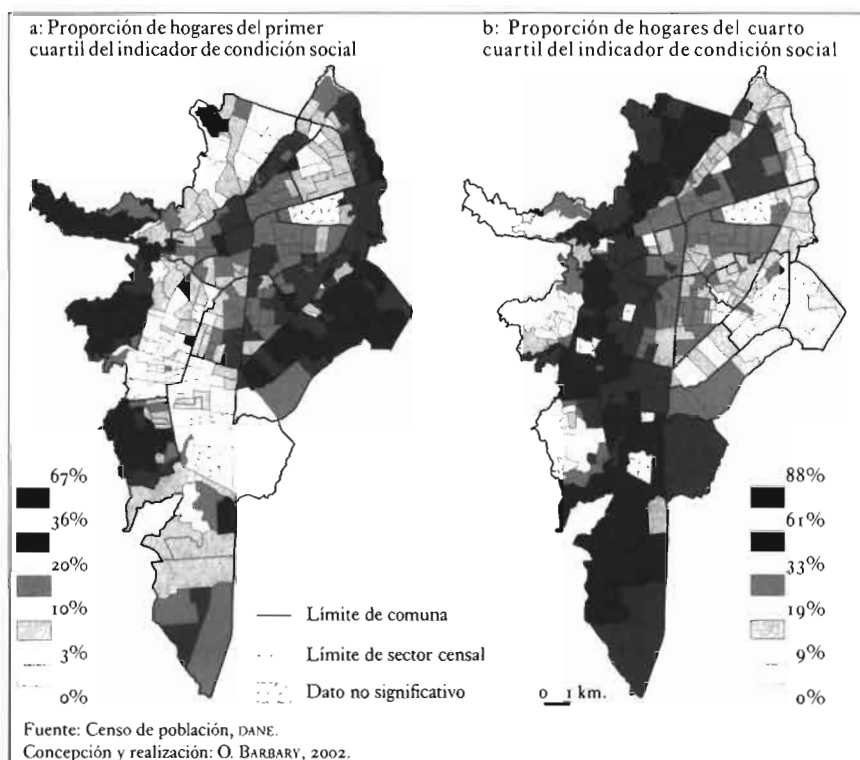 a: Proporción de hogares del primer
cuartil del indicador de condición social
b: Proporción de hogares del cuarto
cuartil del indicador de condición social
67%
36%
20%
10%
3%
0%
Límite de comuna
Límite de sector censal
Dato no significativo
0 1 km.
88%
61%
33%
19%
9%
0%
Fuente: Censo de población, DANE.
Concepción y realización: O. BARBARY, 2002.